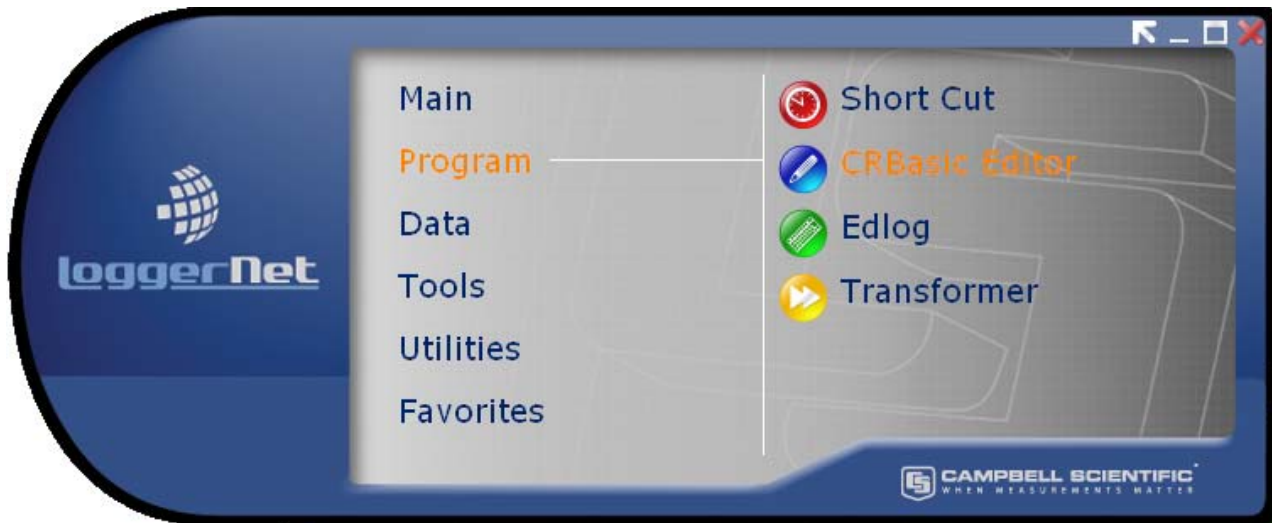 LoggerNet
Main
Program
Data
Tools
Utilities
Favorites
Short Cut
CRBasic Editor
Edlog
Transformer
CAMPBELL SCIENTIFIC
WHEN MEASUREMENTS MATTER